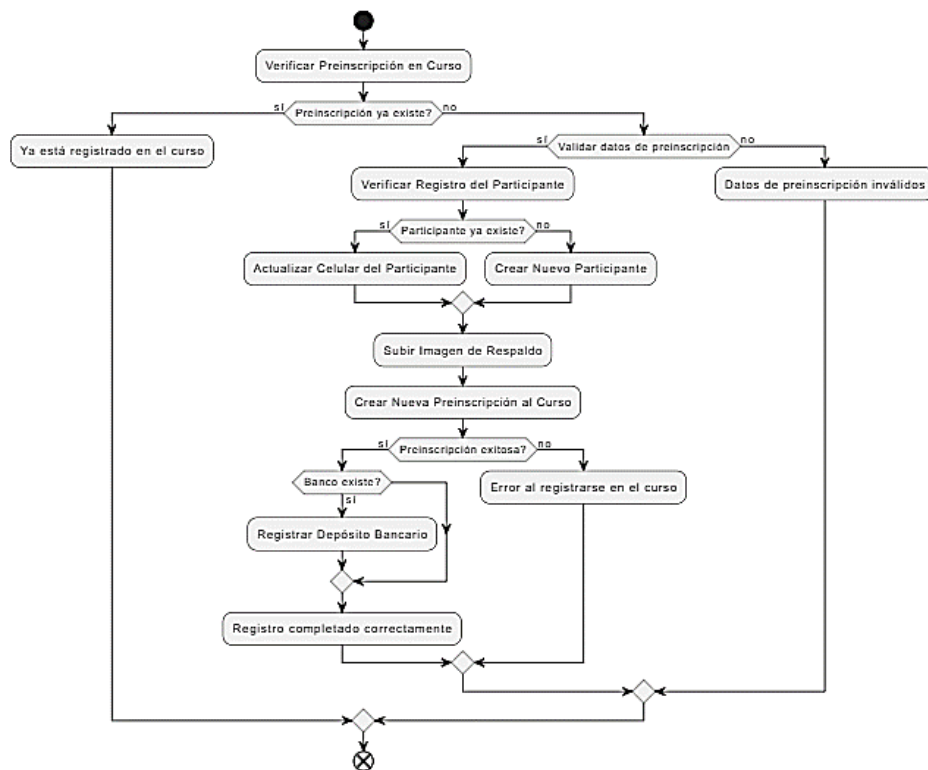 Verificar Preinscripción en Curso
sí
Preinscripción ya existe?
no
Ya está registrado en el curso
sí
Validar datos de preinscripción
no
Verificar Registro del Participante
Datos de preinscripción inválidos
sí
Participante ya existe?
no
Actualizar Celular del Participante
Crear Nuevo Participante
Subir Imagen de Respaldo
Crear Nueva Preinscripción al Curso
sí
Preinscripción exitosa?
no
Banco existe?
sí
Error al registrarse en el curso
Registrar Depósito Bancario
Registro completado correctamente